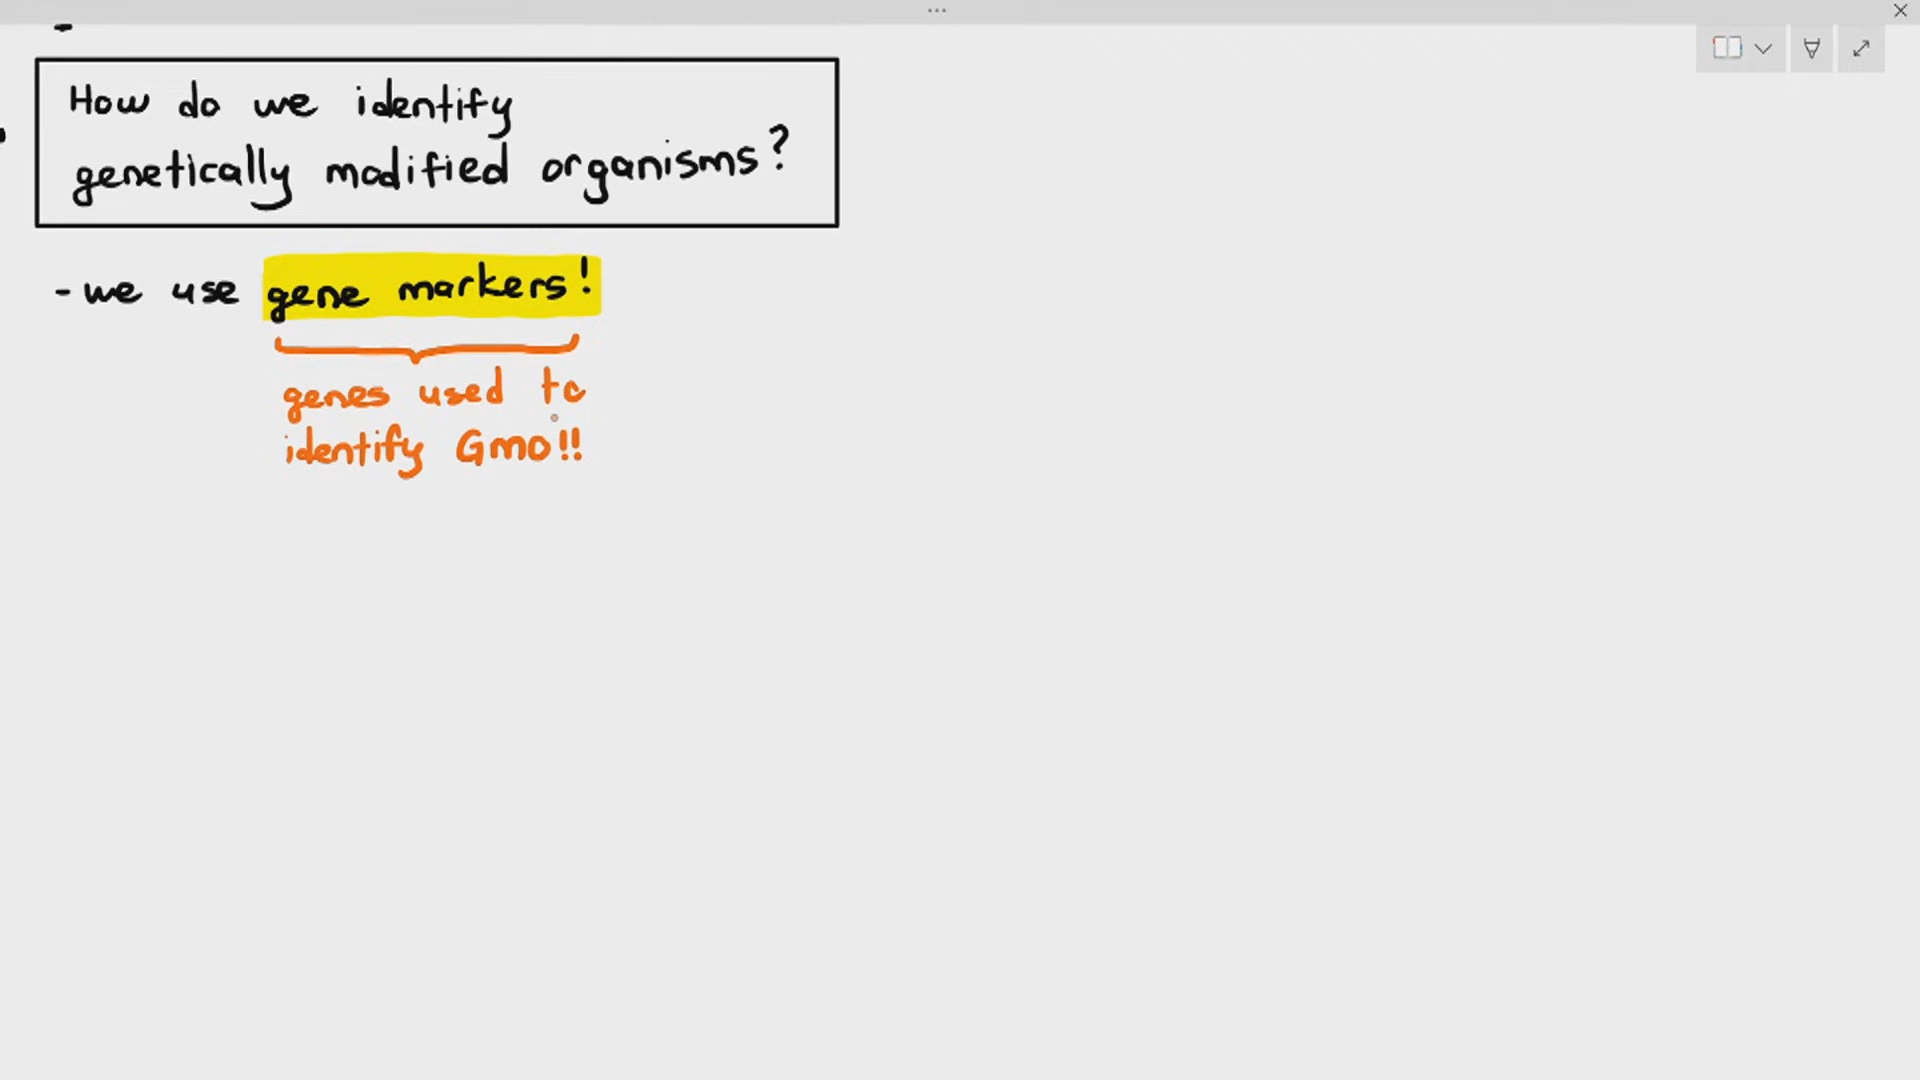 How do we identify
genetically modified organisms?
- we use gene markers!
genes used to
identify Gmo!!